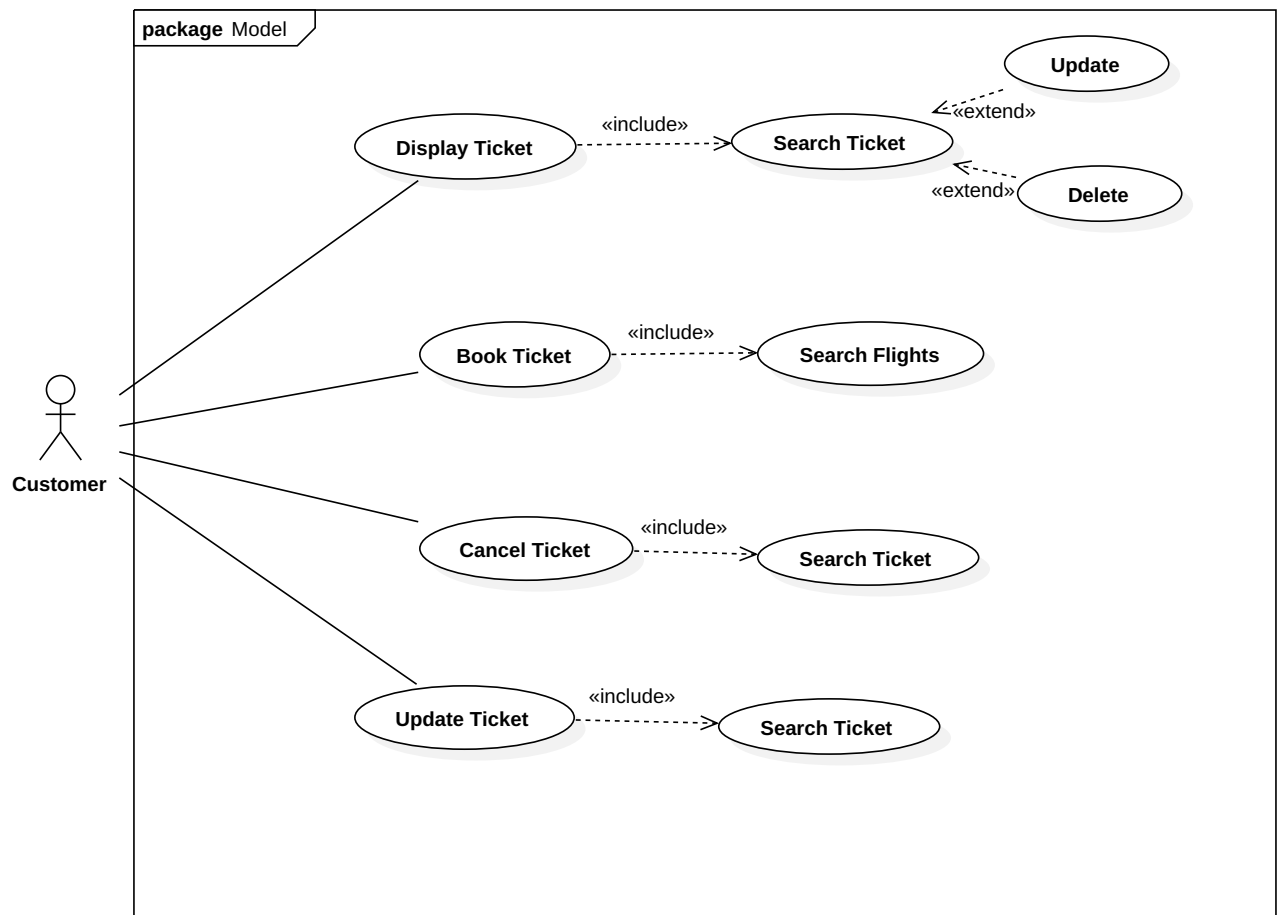 package Model
Update
«extend»
«include»
Display Ticket
Search Ticket
«extend»
Delete
«include»
Book Ticket
Search Flights
Customer
«include»
Cancel Ticket
Search Ticket
«include»
Update Ticket
Search Ticket